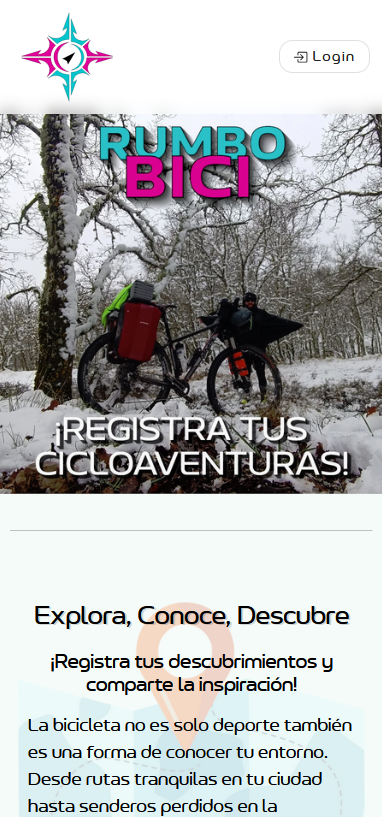 Login
RUMBO
BICI
¡REGISTRA TUS
CICLOAVENTURAS!
Explora, Conoce, Descubre
¡Registra tus descubrimientos y
comparte la inspiración!
La bicicleta no es solo deporte también
es una forma de conocer tu entorno.
Desde rutas tranquilas en tu ciudad
hasta senderos perdidos en la